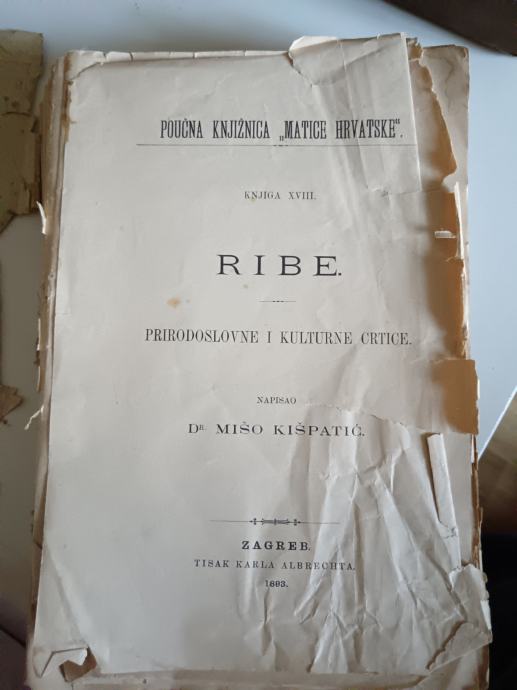 POUČNA KNJIŽNICA „MATICE HRVATSKE“.
KNJIGA XVIII.
RIBE.
PRIRODOSLOVNE I KULTURNE CRTICE.
NAPISAO
DR. MIŠO KIŠPATIĆ.
ZAGREB.
TISAK KARLA ALBRECHTA.
1893.